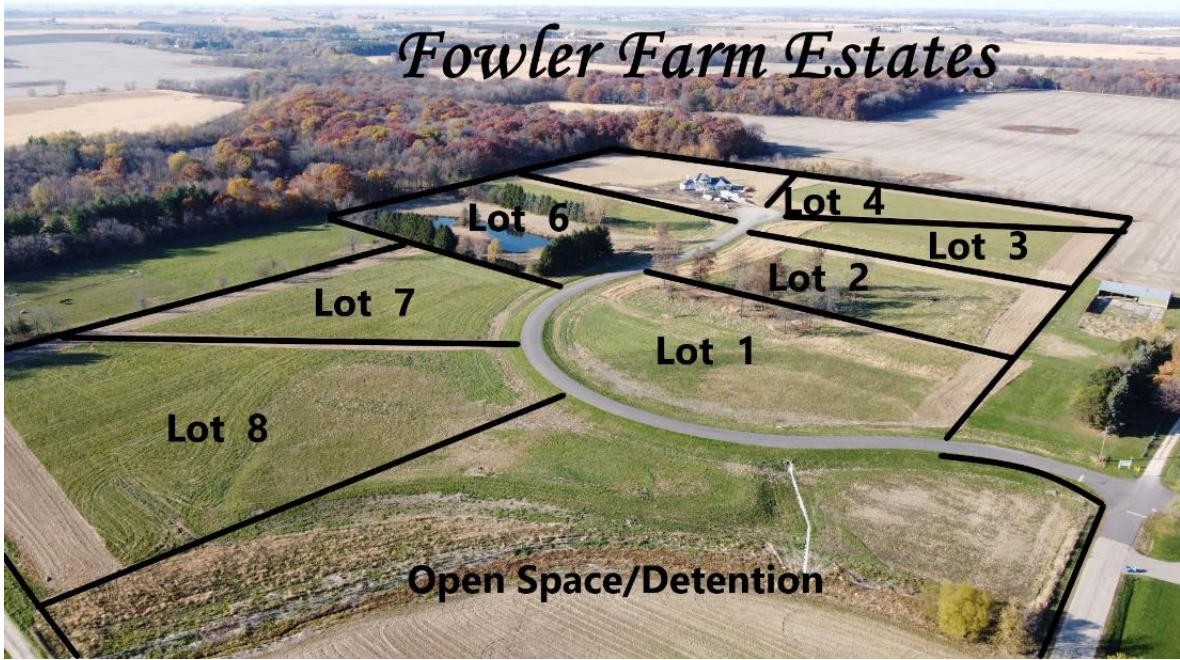 Fowler Farm Estates
Lot 4
Lot 6
Lot 3
Lot 2
Lot 7
Lot 1
Lot 8
Open Space/Detention